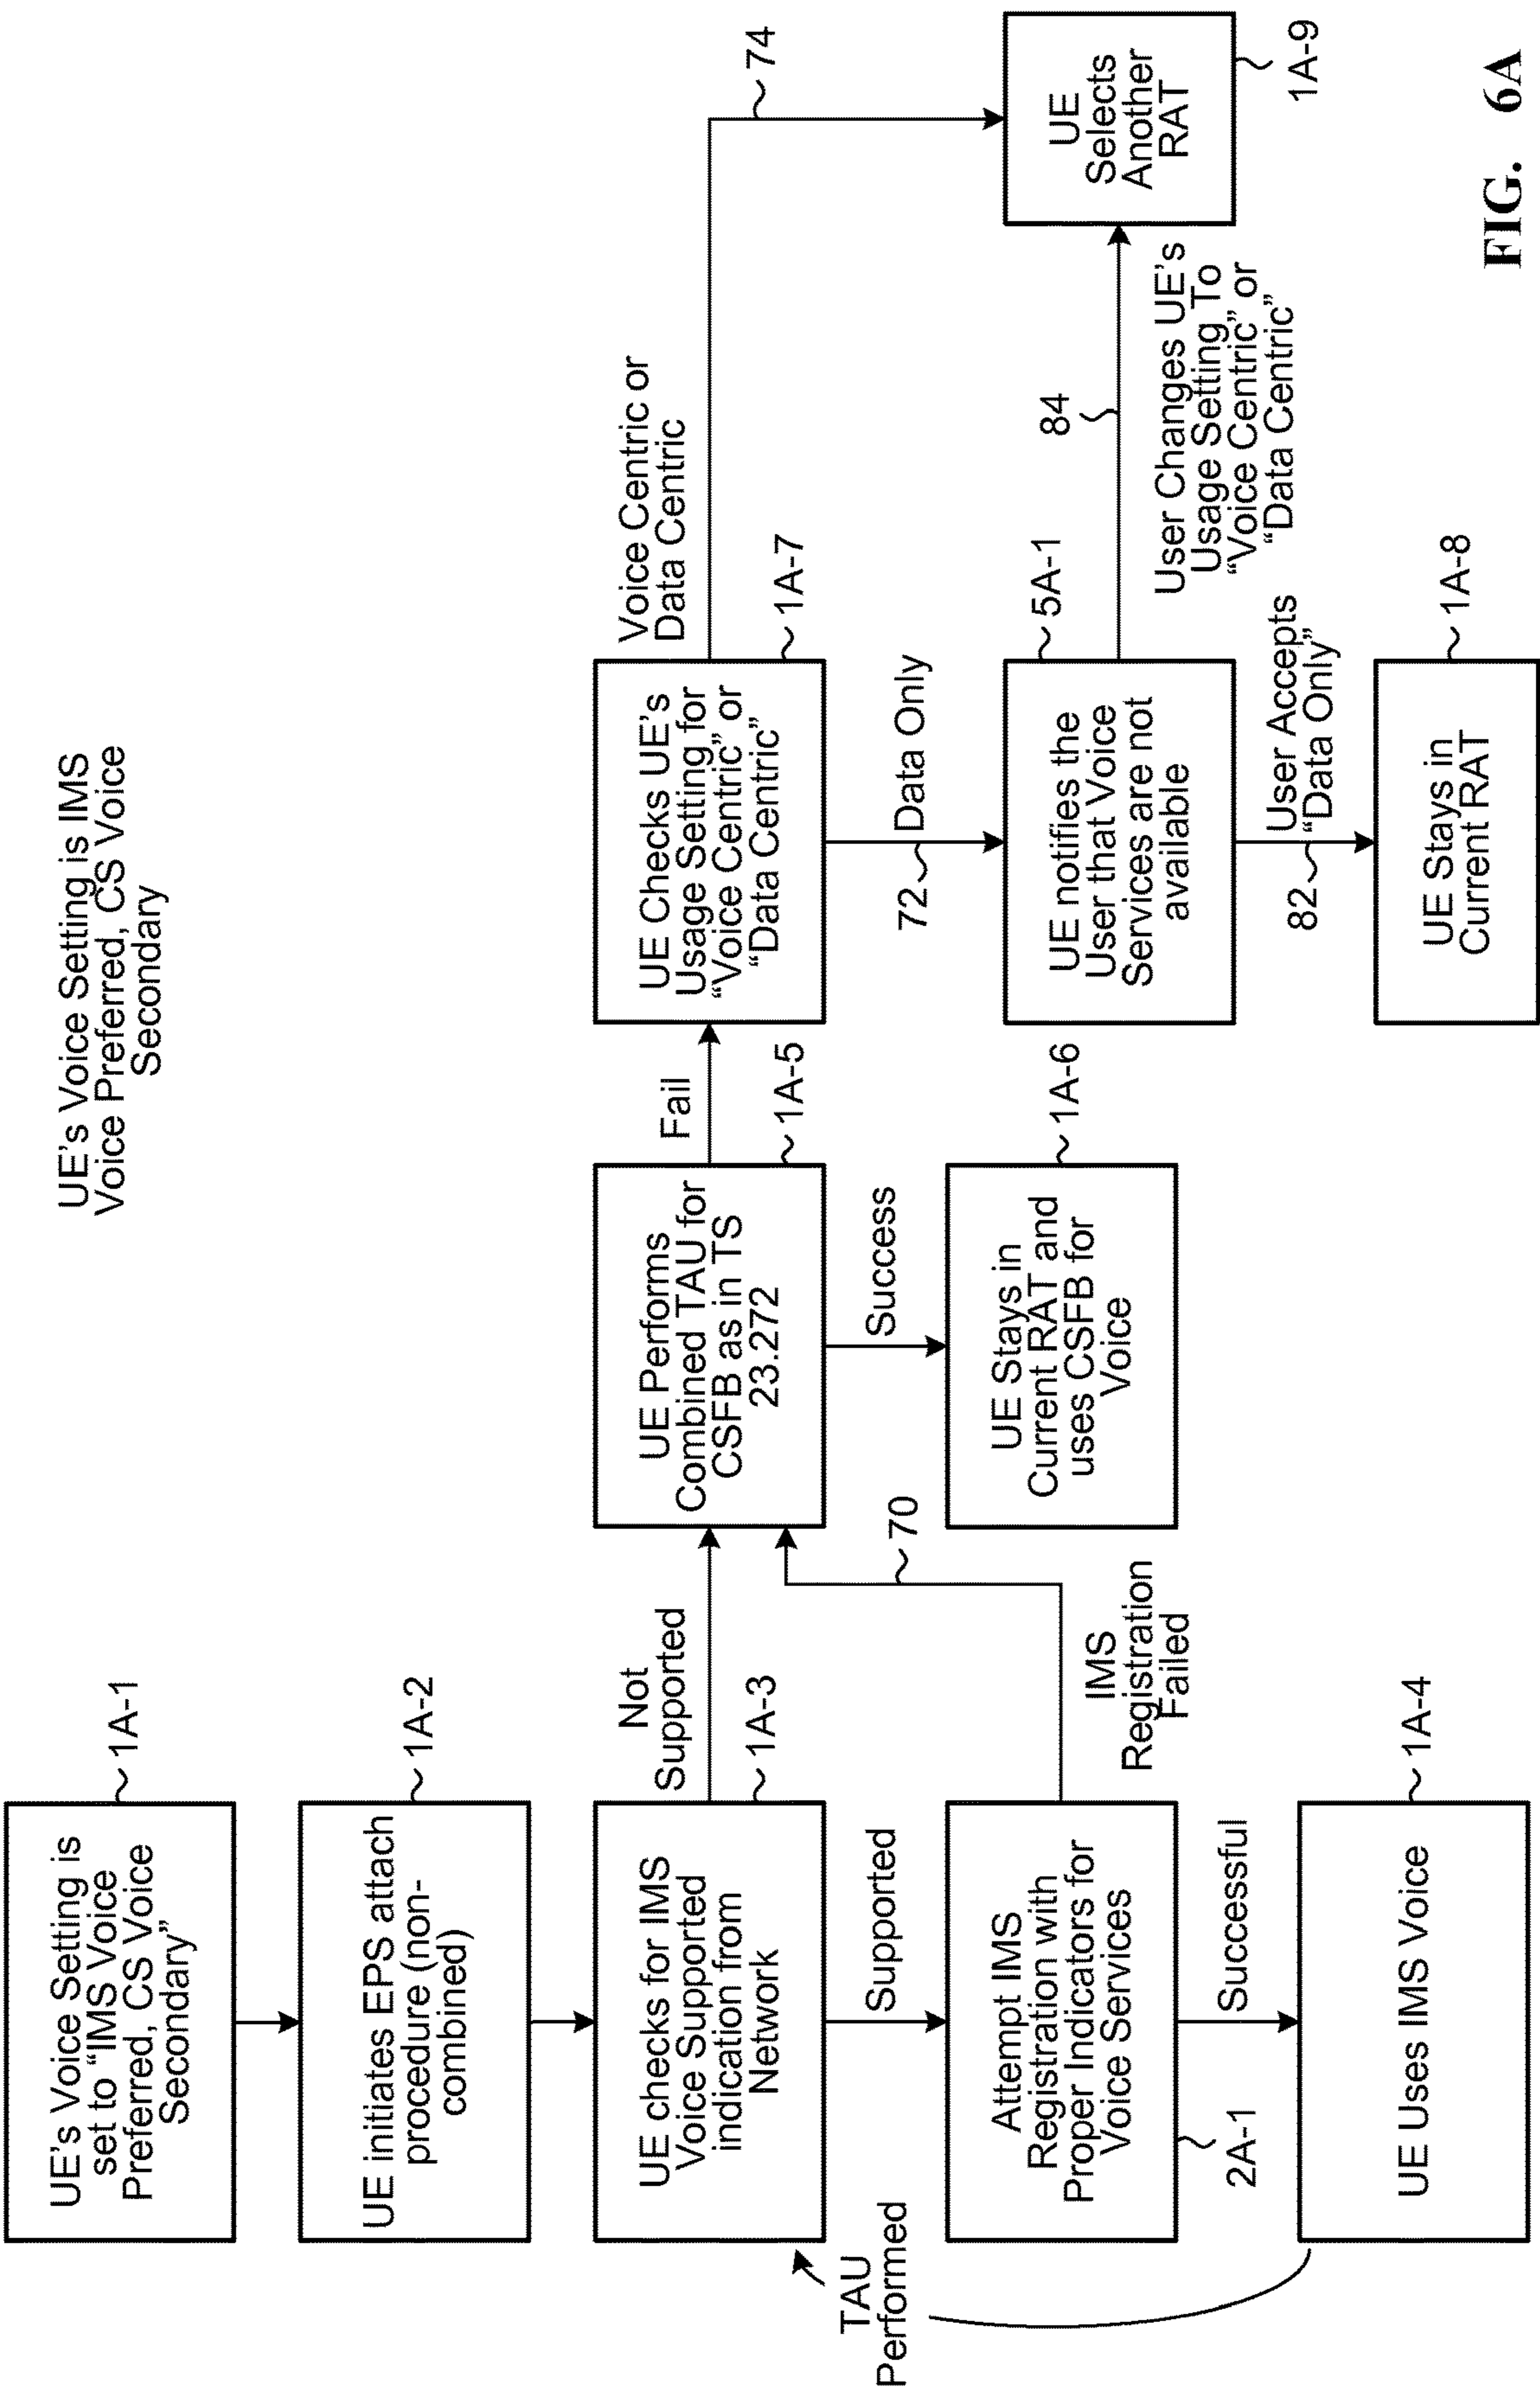 UE's Voice Setting is IMS
Voice Preferred, CS Voice
Secondary
UE's Voice Setting is
set to "IMS Voice
Preferred, CS Voice
Secondary"
1A-1
UE initiates EPS attach
procedure (non-
combined)
1A-2
UE checks for IMS
Voice Supported
indication from
Network
1A-3
Not
Supported
UE Performs
Combined TAU for
CSFB as in TS
23.272
1A-5
Fail
UE Checks UE's
Usage Setting for
"Voice Centric" or
"Data Centric"
1A-7
Voice Centric or
Data Centric
74
TAU
Performed
Supported
Success
72
Data Only
Attempt IMS
Registration with
Proper Indicators for
Voice Services
2A-1
IMS
Registration
Failed
70
UE Stays in
Current RAT and
uses CSFB for
Voice
1A-6
UE notifies the
User that Voice
Services are not
available
5A-1
84
User Changes UE's
Usage Setting To
"Voice Centric" or
"Data Centric"
UE
Selects
Another
RAT
1A-9
Successful
82
User Accepts
"Data Only"
UE Uses IMS Voice
1A-4
UE Stays in
Current RAT
1A-8
FIG. 6A